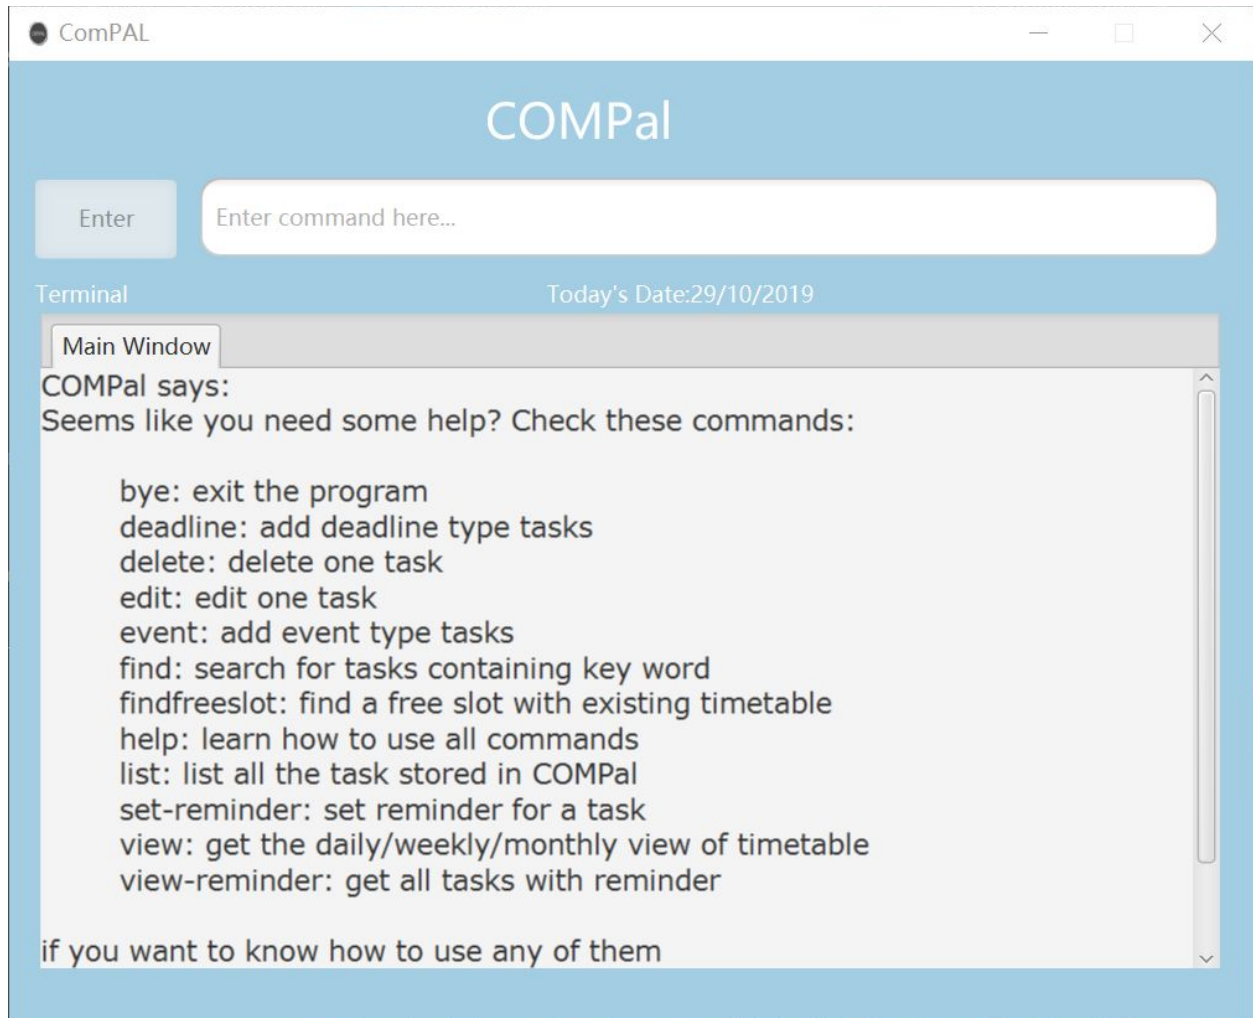 ComPAL
COMPal
Enter
Enter command here...
Terminal
Today's Date:29/10/2019
Main Window
COMPal says:
Seems like you need some help? Check these commands:
bye: exit the program
deadline: add deadline type tasks
delete: delete one task
edit: edit one task
event: add event type tasks
find: search for tasks containing key word
findfreeslot: find a free slot with existing timetable
help: learn how to use all commands
list: list all the task stored in COMPal
set-reminder: set reminder for a task
view: get the daily/weekly/monthly view of timetable
view-reminder: get all tasks with reminder
if you want to know how to use any of them